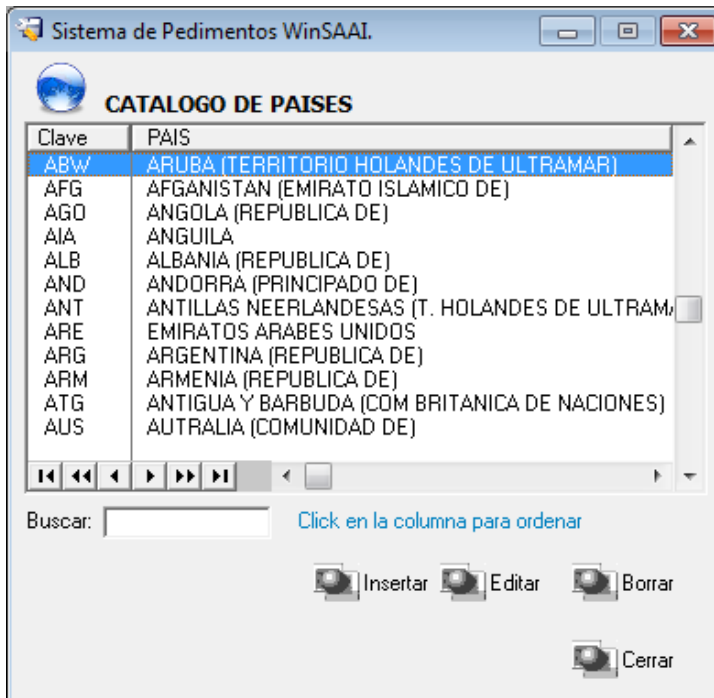 Sistema de Pedimentos WinSAAI.
CATALOGO DE PAISES
Clave PAIS
ABW ARUBA (TERRITORIO HOLANDES DE ULTRAMAR)
AFG AFGANISTAN (EMIRATO ISLAMICO DE)
AGO ANGOLA (REPUBLICA DE)
AIA ANGUILA
ALB ALBANIA (REPUBLICA DE)
AND ANDORRA (PRINCIPADO DE)
ANT ANTILLAS NEERLANDESAS (T. HOLANDES DE ULTRAMA
ARE EMIRATOS ARABES UNIDOS
ARG ARGENTINA (REPUBLICA DE)
ARM ARMENIA (REPUBLICA DE)
ATG ANTIGUA Y BARBUDA (COM BRITANICA DE NACIONES)
AUS AUTRALIA (COMUNIDAD DE)
Buscar: Click en la columna para ordenar
Insertar Editar Borrar
Cerrar